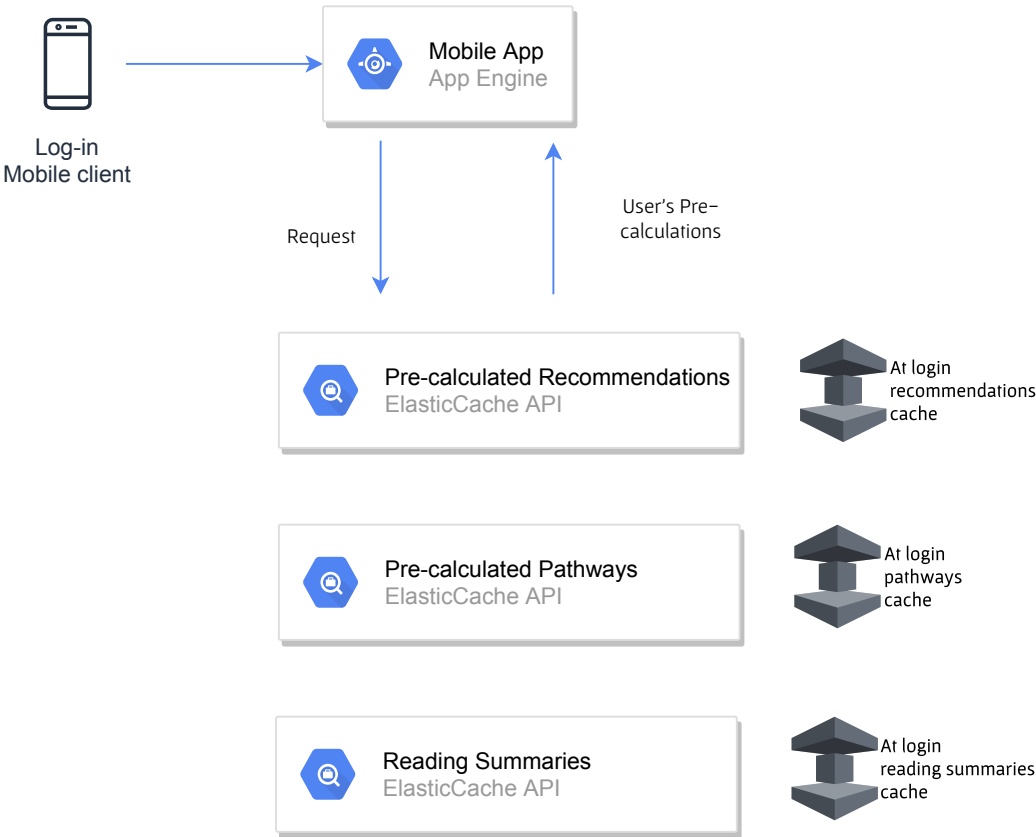 Mobile App
App Engine
Log-in
Mobile client
User's Pre-
calculations
Request
Pre-calculated Recommendations
ElasticCache API
At login
recommendations
cache
Pre-calculated Pathways
ElasticCache API
At login
pathways
cache
Reading Summaries
ElasticCache API
At login
reading summaries
cache